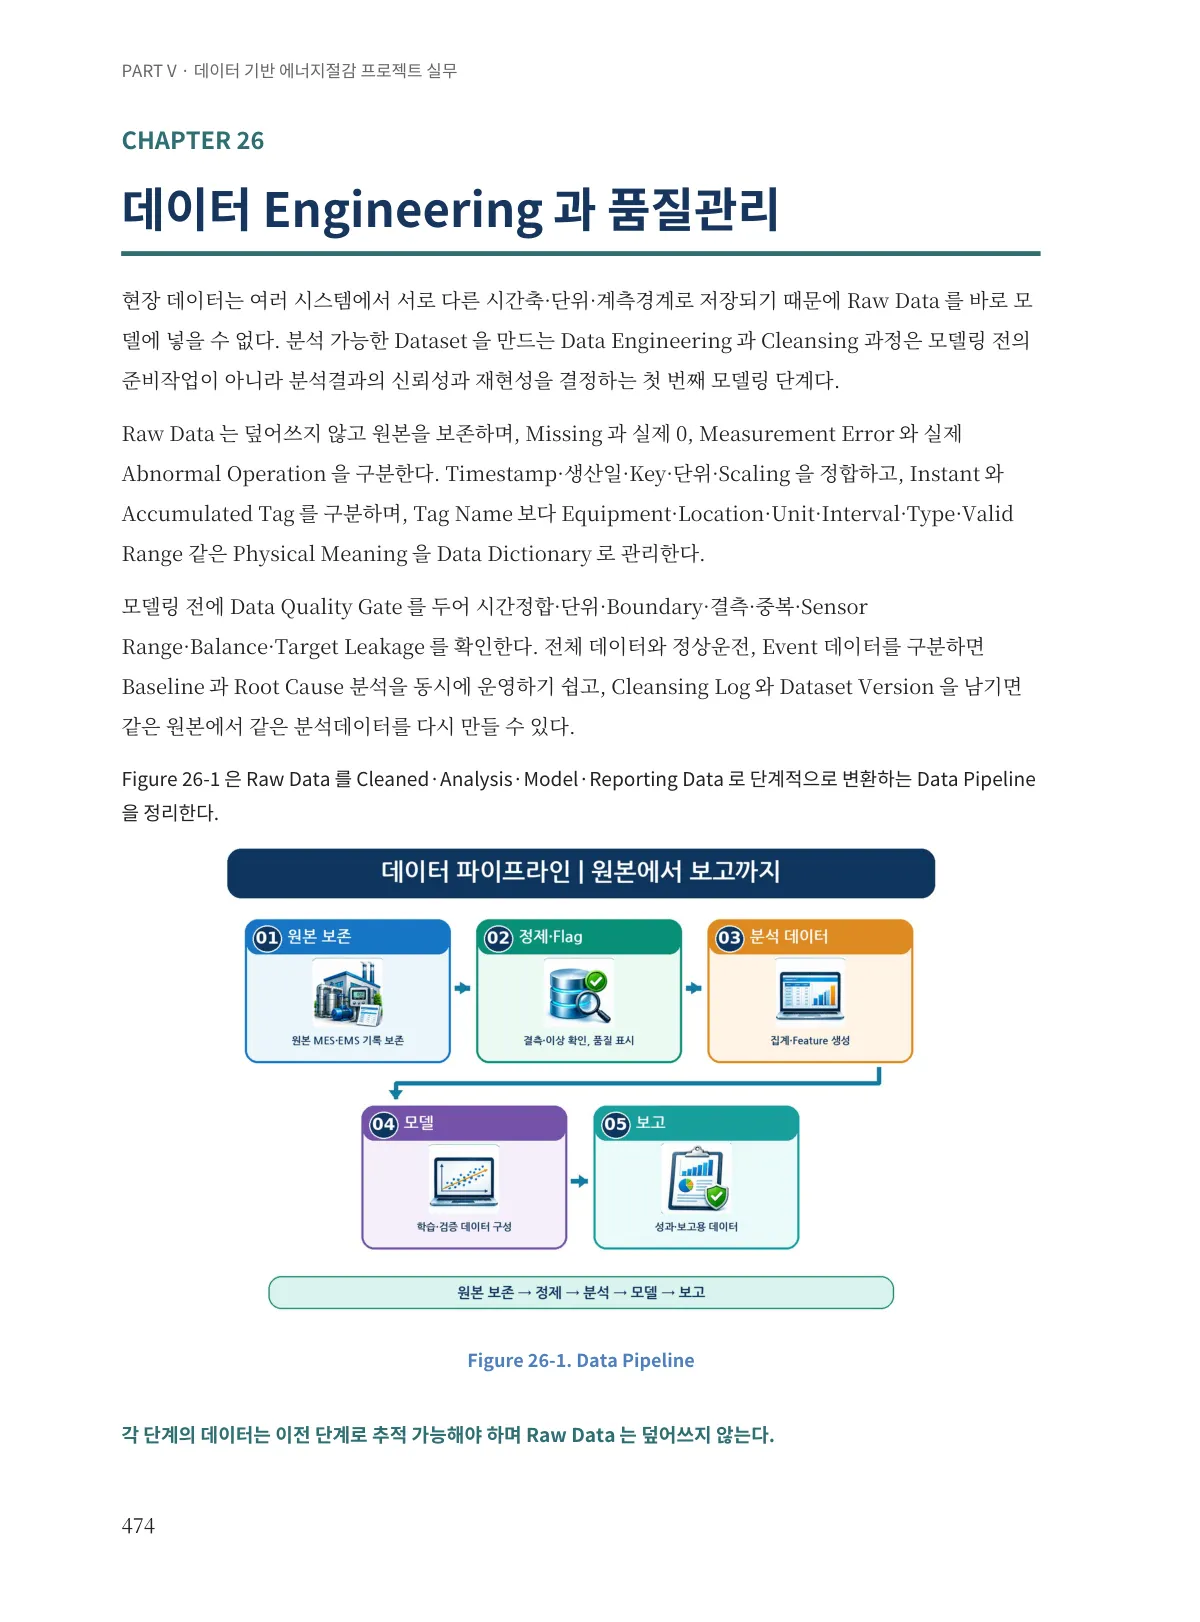 PART V · 데이터 기반 에너지절감 프로젝트 실무
CHAPTER 26
데이터 Engineering 과 품질관리
현장 데이터는 여러 시스템에서 서로 다른 시간축·단위·계측경계로 저장되기 때문에 Raw Data 를 바로 모
델에 넣을 수 없다. 분석 가능한 Dataset 을 만드는 Data Engineering 과 Cleansing 과정은 모델링 전의
준비작업이 아니라 분석결과의 신뢰성과 재현성을 결정하는 첫 번째 모델링 단계다.
Raw Data 는 덮어쓰지 않고 원본을 보존하며, Missing 과 실제 0, Measurement Error 와 실제
Abnormal Operation 을 구분한다. Timestamp·생산일·Key·단위·Scaling 을 정합하고, Instant 와
Accumulated Tag 를 구분하며, Tag Name 보다 Equipment·Location·Unit·Interval·Type·Valid
Range 같은 Physical Meaning 을 Data Dictionary 로 관리한다.
모델링 전에 Data Quality Gate 를 두어 시간정합·단위·Boundary·결측·중복·Sensor
Range·Balance·Target Leakage 를 확인한다. 전체 데이터와 정상운전, Event 데이터를 구분하면
Baseline 과 Root Cause 분석을 동시에 운영하기 쉽고, Cleansing Log 와 Dataset Version 을 남기면
같은 원본에서 같은 분석데이터를 다시 만들 수 있다.
Figure 26-1 은 Raw Data 를 Cleaned·Analysis·Model·Reporting Data 로 단계적으로 변환하는 Data Pipeline
을 정리한다.
데이터 파이프라인 | 원본에서 보고까지
01 원본 보존
원본 MES·EMS 기록 보존
02 정제·Flag
결측·이상 확인, 품질 표시
03 분석 데이터
집계·Feature 생성
04 모델
학습·검증 데이터 구성
05 보고
성과·보고용 데이터
원본 보존 → 정제 → 분석 → 모델 → 보고
Figure 26-1. Data Pipeline
각 단계의 데이터는 이전 단계로 추적 가능해야 하며 Raw Data 는 덮어쓰지 않는다.
474